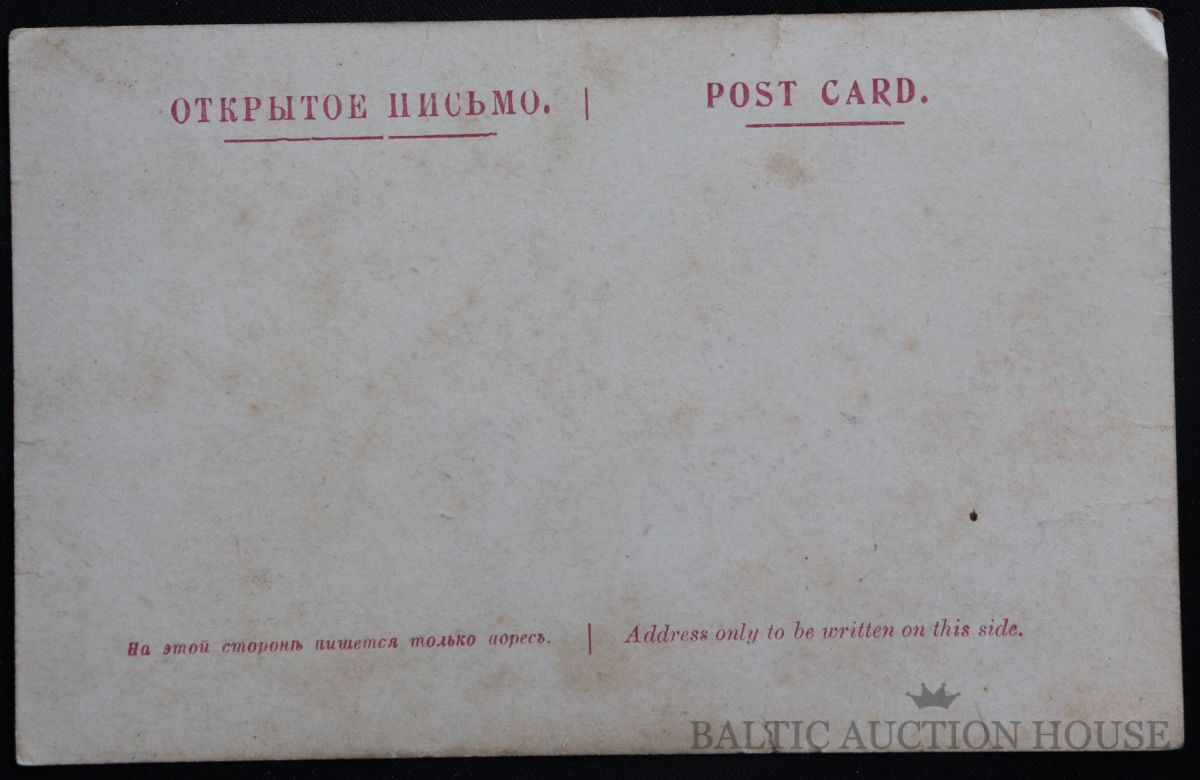 ОТКРЫТОЕ ПИСЬМО. | POST CARD.
На этой сторонѣ пишется только адресъ. | Address only to be written on this side.
BALTIC AUCTION HOUSE